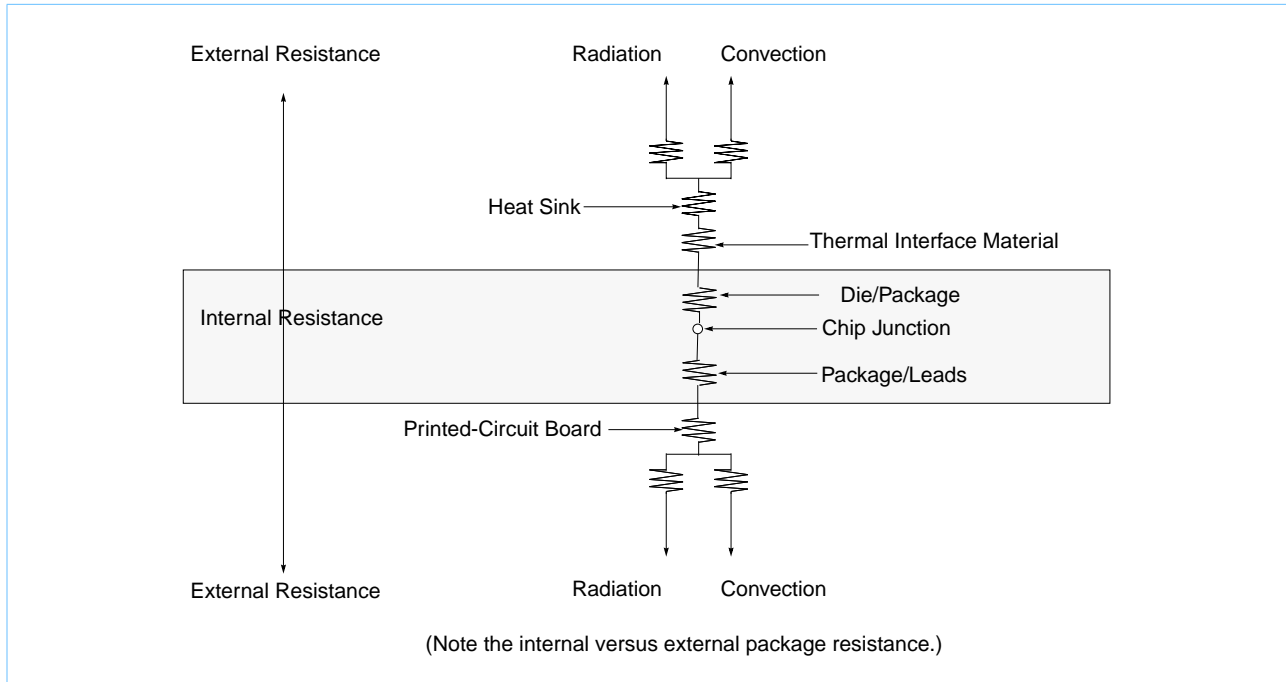 External Resistance
Radiation
Convection
Heat Sink
Thermal Interface Material
Die/Package
Internal Resistance
Chip Junction
Package/Leads
Printed-Circuit Board
External Resistance
Radiation
Convection
(Note the internal versus external package resistance.)